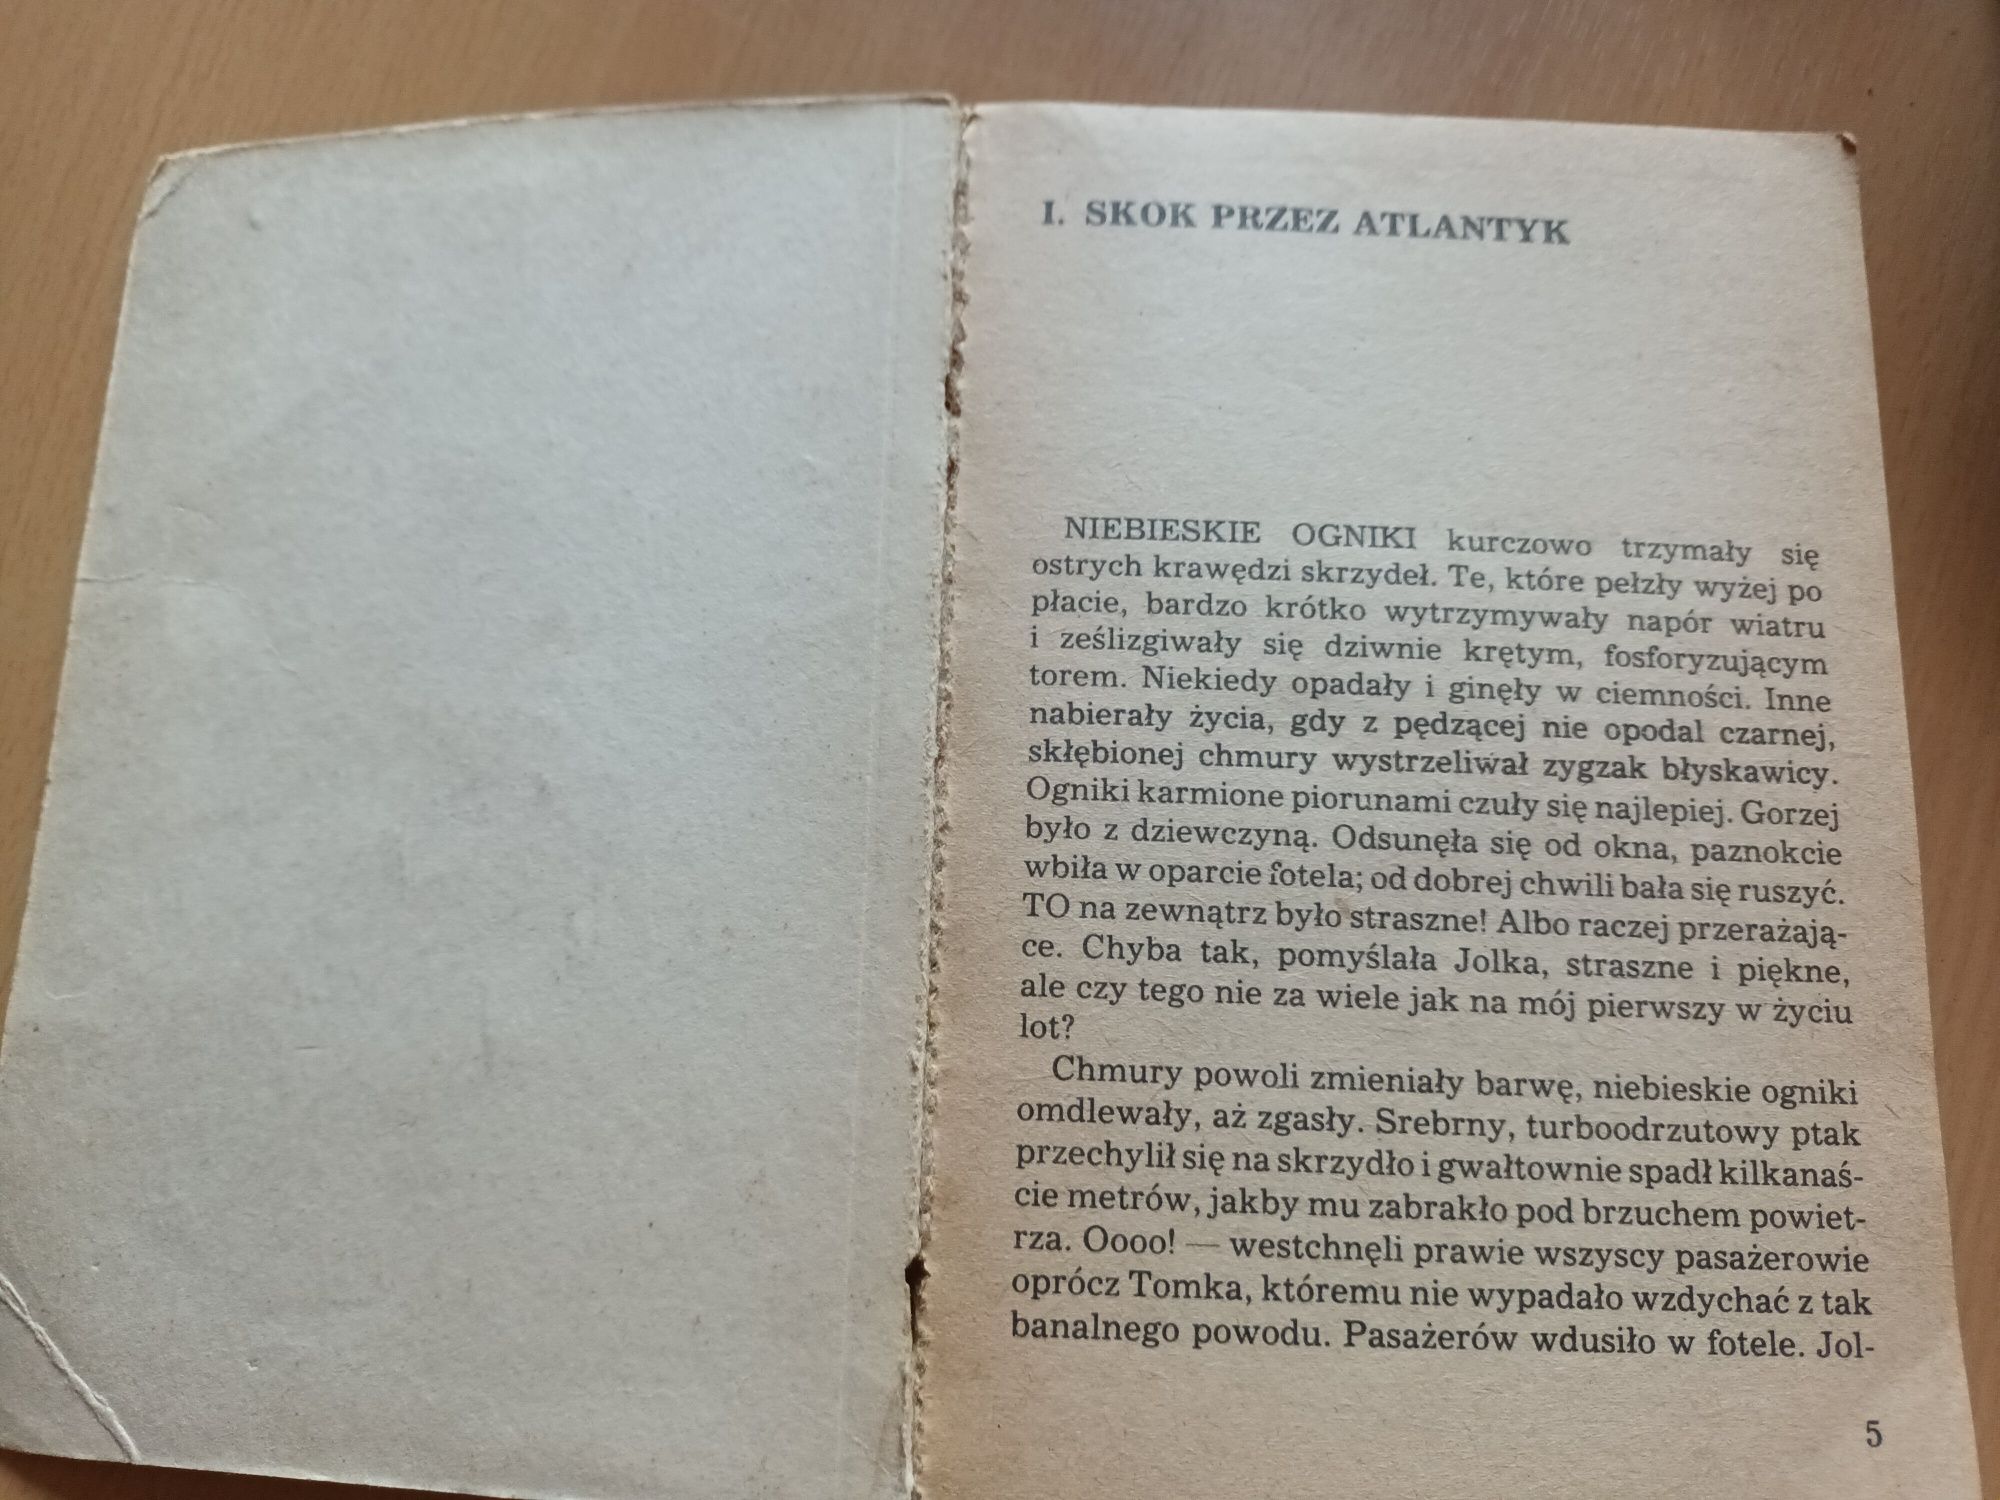 I. SKOK PRZEZ ATLANTYK
NIEBIESKIE OGNIKI kurczowo trzymały się
ostrych krawędzi skrzydeł. Te, które pełzły wyżej po
płacie, bardzo krótko wytrzymywały napór wiatru
i ześlizgiwały się dziwnie krętym, fosforyzującym
torem. Niekiedy opadały i ginęły w ciemności. Inne
nabierały życia, gdy z pędzącej nie opodal czarnej,
skłębionej chmury wystrzeliwał zygzak błyskawicy.
Ogniki karmione piorunami czuły się najlepiej. Gorzej
było z dziewczyną. Odsunęła się od okna, paznokcie
wbiła w oparcie fotela; od dobrej chwili bała się ruszyć.
TO na zewnątrz było straszne! Albo raczej przerażają-
ce. Chyba tak, pomyślała Jolka, straszne i piękne,
ale czy tego nie za wiele jak na mój pierwszy w życiu
lot?
Chmury powoli zmieniały barwę, niebieskie ogniki
omdlewały, aż zgasły. Srebrny, turboodrzutowy ptak
przechylił się na skrzydło i gwałtownie spadł kilkanaś-
cie metrów, jakby mu zabrakło pod brzuchem powiet-
rza. Oooo! — westchnęli prawie wszyscy pasażerowie
oprócz Tomka, któremu nie wypadało wzdychać z tak
banalnego powodu. Pasażerów wdusiło w fotele. Jol-
5